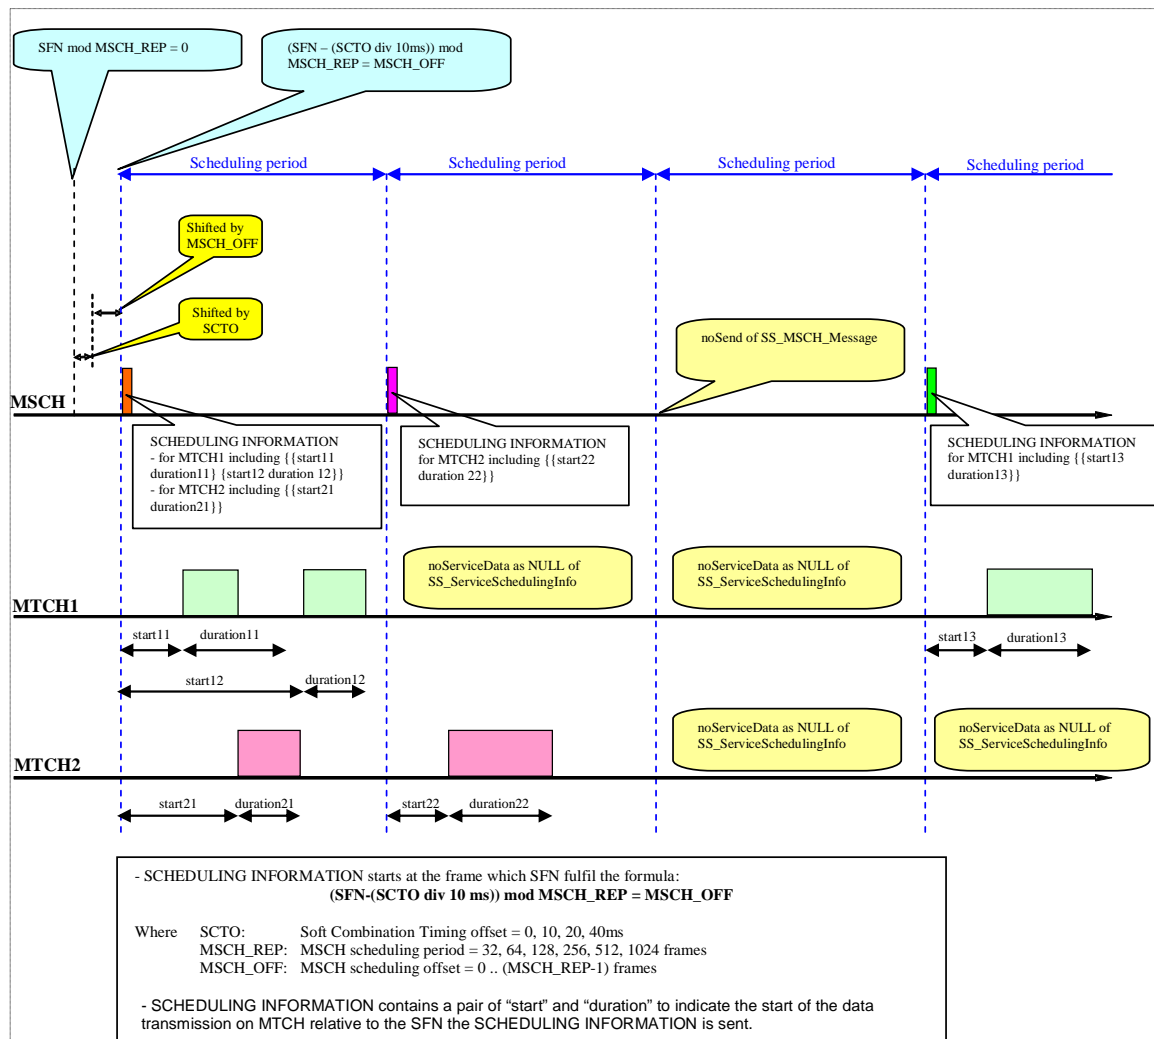 SFN mod MSCH_REP = 0
(SFN – (SCTO div 10ms)) mod
MSCH_REP = MSCH_OFF
Scheduling period
Scheduling period
Scheduling period
Scheduling period
Shifted by
MSCH_OFF
Shifted by
SCTO
noSend of SS_MSCH_Message
MSCH
SCHEDULING INFORMATION
- for MTCH1 including {{start11
duration11} {start12 duration 12}}
- for MTCH2 including {{start21
duration21}}
SCHEDULING INFORMATION
for MTCH2 including {{start22
duration 22}}
SCHEDULING INFORMATION
for MTCH1 including {{start13
duration13}}
noServiceData as NULL of
SS_ServiceSchedulingInfo
noServiceData as NULL of
SS_ServiceSchedulingInfo
MTCH1
start11
duration11
start13
duration13
start12
duration12
noServiceData as NULL of
SS_ServiceSchedulingInfo
noServiceData as NULL of
SS_ServiceSchedulingInfo
MTCH2
start21
duration21
start22
duration22
- SCHEDULING INFORMATION starts at the frame which SFN fulfil the formula:
(SFN-(SCTO div 10 ms)) mod MSCH_REP = MSCH_OFF
Where SCTO: Soft Combination Timing offset = 0, 10, 20, 40ms
MSCH_REP: MSCH scheduling period = 32, 64, 128, 256, 512, 1024 frames
MSCH_OFF: MSCH scheduling offset = 0 .. (MSCH_REP-1) frames
- SCHEDULING INFORMATION contains a pair of “start” and “duration” to indicate the start of the data
transmission on MTCH relative to the SFN the SCHEDULING INFORMATION is sent.